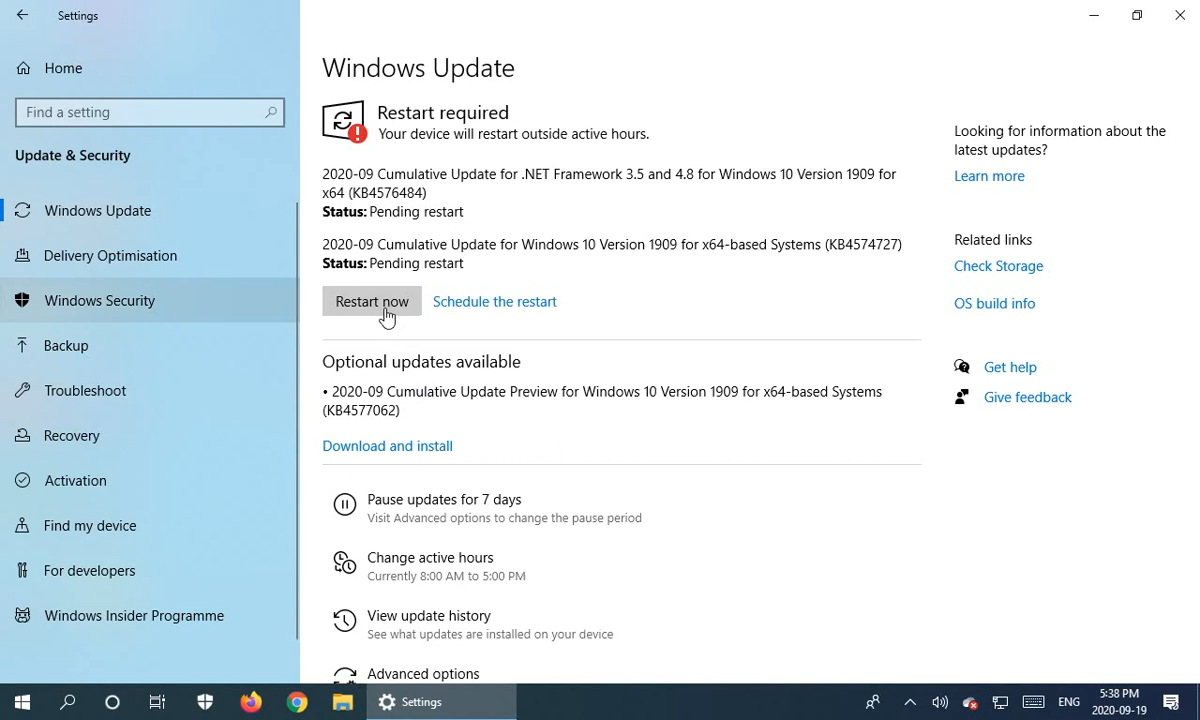 Settings
Home
Find a setting
Update & Security
Windows Update
Delivery Optimisation
Windows Security
Backup
Troubleshoot
Recovery
Activation
Find my device
For developers
Windows Insider Programme
Windows Update
Restart required
Your device will restart outside active hours.
2020-09 Cumulative Update for .NET Framework 3.5 and 4.8 for Windows 10 Version 1909 for
x64 (KB4576484)
Status: Pending restart
2020-09 Cumulative Update for Windows 10 Version 1909 for x64-based Systems (KB4574727)
Status: Pending restart
Restart now Schedule the restart
Optional updates available
• 2020-09 Cumulative Update Preview for Windows 10 Version 1909 for x64-based Systems
(KB4577062)
Download and install
Pause updates for 7 days
Visit Advanced options to change the pause period
Change active hours
Currently 8:00 AM to 5:00 PM
View update history
See what updates are installed on your device
Advanced options
Looking for information about the
latest updates?
Learn more
Related links
Check Storage
OS build info
Get help
Give feedback
Settings
ENG
5:38 PM
2020-09-19